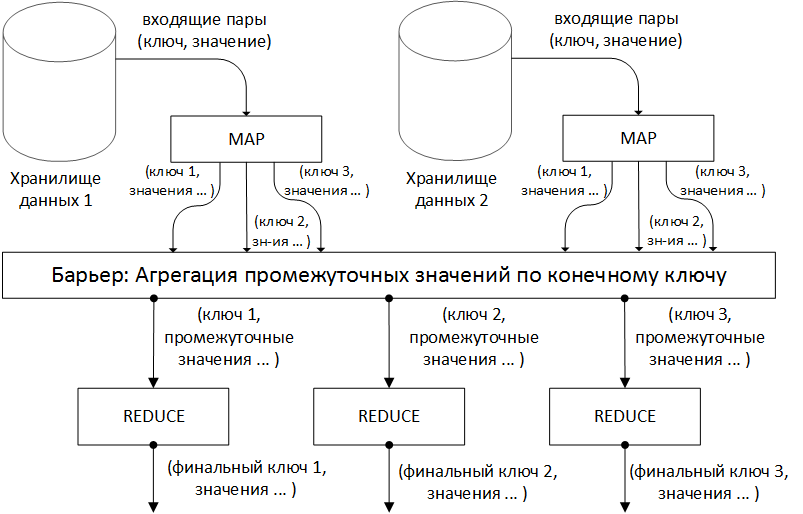 входящие пары
(ключ, значение)
входящие пары
(ключ, значение)
MAP
MAP
Хранилище
данных 1
(ключ 1,
значения ... )
(ключ 3,
значения ... )
(ключ 2,
зн-ия ... )
Хранилище
данных 2
(ключ 1,
значения ... )
(ключ 3,
значения ... )
(ключ 2,
зн-ия ... )
Барьер: Агрегация промежуточных значений по конечному ключу
(ключ 1,
промежуточные
значения ... )
(ключ 2,
промежуточные
значения ... )
(ключ 3,
промежуточные
значения ... )
REDUCE
REDUCE
REDUCE
(финальный ключ 1,
значения ... )
(финальный ключ 2,
значения ... )
(финальный ключ 3,
значения ... )